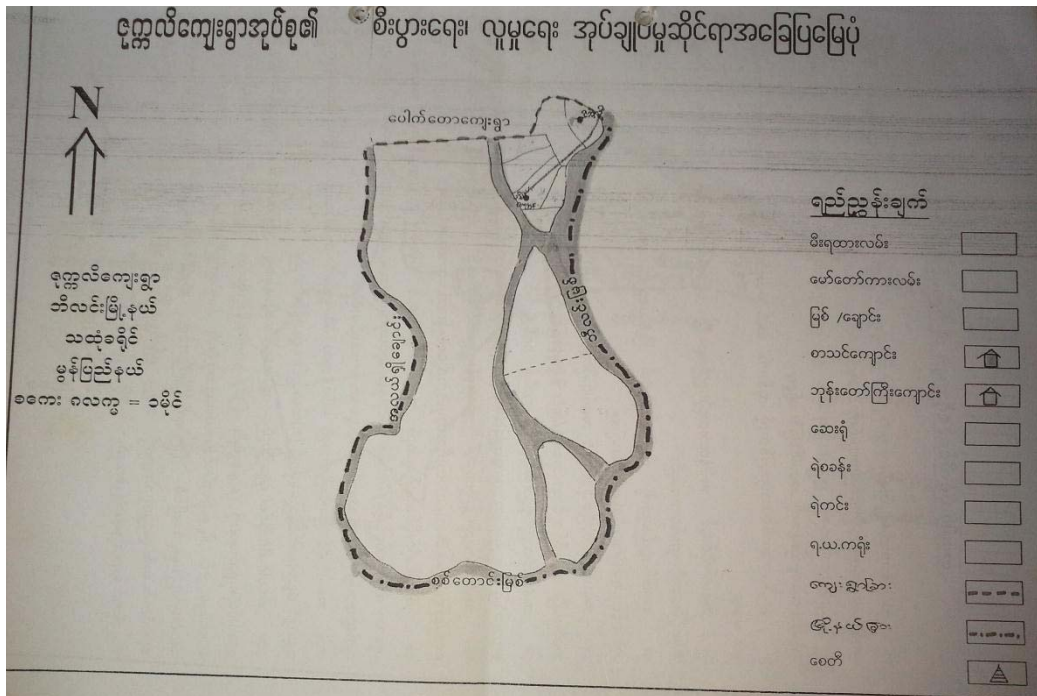 ဇုက္ကလိကျေးရွာအုပ်စု၏ စီးပွားရေး၊ လူမှုရေး အုပ်ချုပ်မှုဆိုင်ရာအခြေပြမြေပုံ
N
ပေါက်တောကျေးရွာ
ရည်ညွှန်းချက်
မီးရထားလမ်း
မော်တော်ကားလမ်း
မြစ် /ချောင်း
စာသင်ကျောင်း
ဘုန်းတော်ကြီးကျောင်း
ဆေးရုံ
ရဲစခန်း
ရဲကင်း
ရ.ယ.ကရုံး
ကျေးရွာခြား
မြို့နယ်ခြား
စေတီ
ဇုက္ကလိကျေးရွာ
ဘီလင်းမြို့နယ်
သထုံခရိုင်
မွန်ပြည်နယ်
စကေး ၈လက္မ = ၁မိုင်
စစ်တောင်းမြစ်